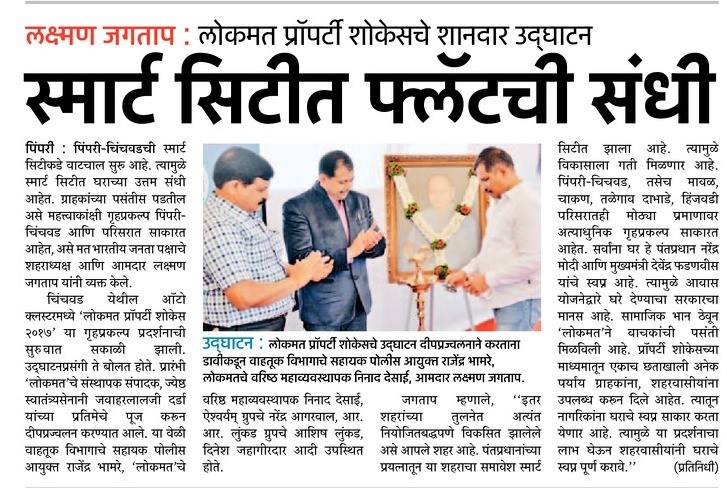 लक्ष्मण जगताप : लोकमत प्रॉपर्टी शोकेसचे शानदार उद्घाटन
स्मार्ट सिटीत फ्लॅटची संधी
पिंपरी : पिंपरी-चिंचवडची स्मार्ट
सिटीकडे वाटचाल सुरु आहे. त्यामुळे
स्मार्ट सिटीत घराच्या उत्तम संधी
आहेत. ग्राहकांच्या पसंतीस पडतील
असे महत्त्वाकांक्षी गृहप्रकल्प पिंपरी-
चिंचवड आणि परिसरात साकारत
आहेत, असे मत भारतीय जनता पक्षाचे
शहराध्यक्ष आणि आमदार लक्ष्मण
जगताप यांनी व्यक्त केले.
चिंचवड येथील ऑटो
क्लस्टरमध्ये ‘लोकमत प्रॉपर्टी शोकेस
२०१७’ या गृहप्रकल्प प्रदर्शनाची
सुरुवात सकाळी झाली.
उद्घाटनप्रसंगी ते बोलत होते. प्रारंभी
‘लोकमत’चे संस्थापक संपादक, ज्येष्ठ
स्वातंत्र्यसेनानी जवाहरलालजी दर्डा
यांच्या प्रतिमेचे पूज करून
दीपप्रज्वलन करण्यात आले. या वेळी
वाहतूक विभागाचे सहायक पोलीस
आयुक्त राजेंद्र भामरे, ‘लोकमत’चे
उद्घाटन : लोकमत प्रॉपर्टी शोकेसचे उद्घाटन दीपप्रज्वलनाने करताना
डावीकडून वाहतूक विभागाचे सहायक पोलीस आयुक्त राजेंद्र भामरे,
लोकमतचे वरिष्ठ महाव्यवस्थापक निनाद देसाई, आमदार लक्ष्मण जगताप.
वरिष्ठ महाव्यवस्थापक निनाद देसाई,
ऐश्वर्यम् ग्रुपचे नरेंद्र आगरवाल, आर.
आर. लुंकड ग्रुपचे आशिष लुंकड,
दिनेश जहागीरदार आदी उपस्थित
होते.
जगताप म्हणाले, ‘‘इतर
शहरांच्या तुलनेत अत्यंत
नियोजितबद्धपणे विकसित झालेले
असे आपले शहर आहे. पंतप्रधानांच्या
प्रयत्नातून या शहराचा समावेश स्मार्ट
सिटीत झाला आहे. त्यामुळे
विकासाला गती मिळणार आहे.
पिंपरी-चिचवड, तसेच मावळ,
चाकण, तळेगाव दाभाडे, हिंजवडी
परिसरातही मोठ्या प्रमाणावर
अत्याधुनिक गृहप्रकल्प साकारत
आहेत. सर्वांना घर हे पंतप्रधान नरेंद्र
मोदी आणि मुख्यमंत्री देवेंद्र फडणवीस
यांचे स्वप्न आहे. त्यामुळे आवास
योजनेद्वारे घरे देण्याचा सरकारचा
मानस आहे. सामाजिक भान ठेवून
‘लोकमत’ने वाचकांची पसंती
मिळविली आहे. प्रॉपर्टी शोकेसच्या
माध्यमातून एकाच छताखाली अनेक
पर्याय ग्राहकांना, शहरवासीयांना
उपलब्ध करून दिले आहेत. त्यातून
नागरिकांना घराचे स्वप्न साकार करता
येणार आहे. त्यामुळे या प्रदर्शनाचा
लाभ घेऊन शहरवासीयांनी घराचे
स्वप्न पूर्ण करावे.’’ (प्रतिनिधी)